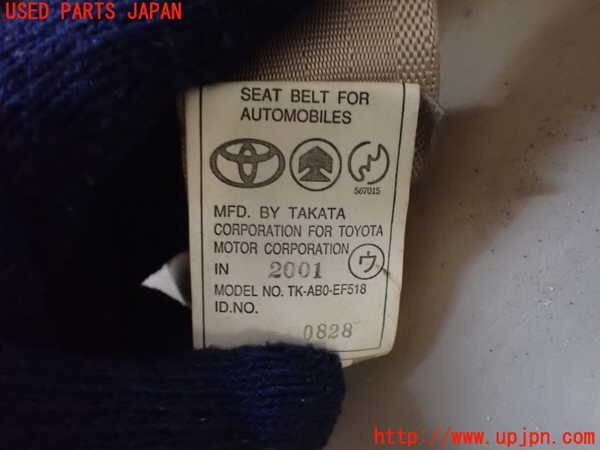 USED PARTS JAPAN
SEAT BELT FOR
AUTOMOBILES
567015
MFD. BY TAKATA
CORPORATION FOR TOYOTA
MOTOR CORPORATION
IN 2001 ウ
MODEL NO. TK-AB0-EF518
ID.NO.
0828
http://www.upjpn.com/